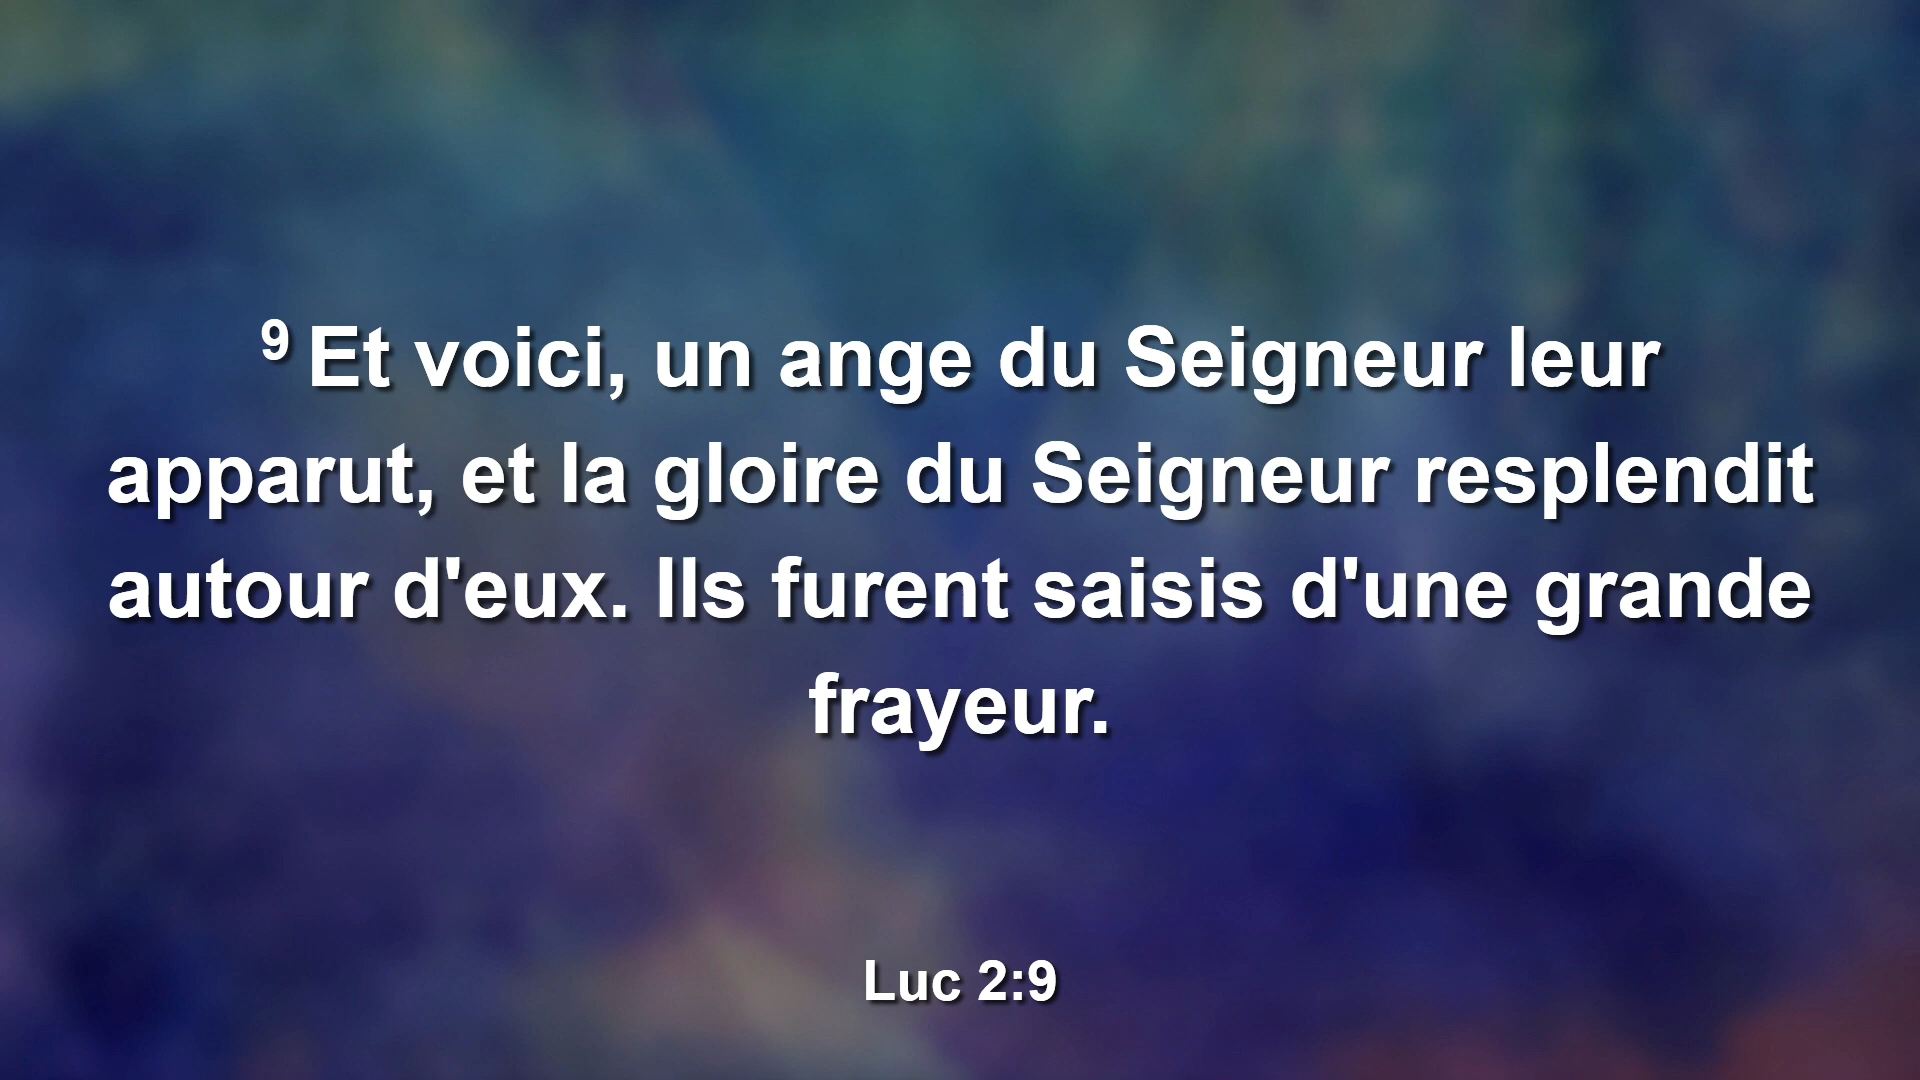 9 Et voici, un ange du Seigneur leur
apparut, et la gloire du Seigneur resplendit
autour d'eux. Ils furent saisis d'une grande
frayeur.
Luc 2:9